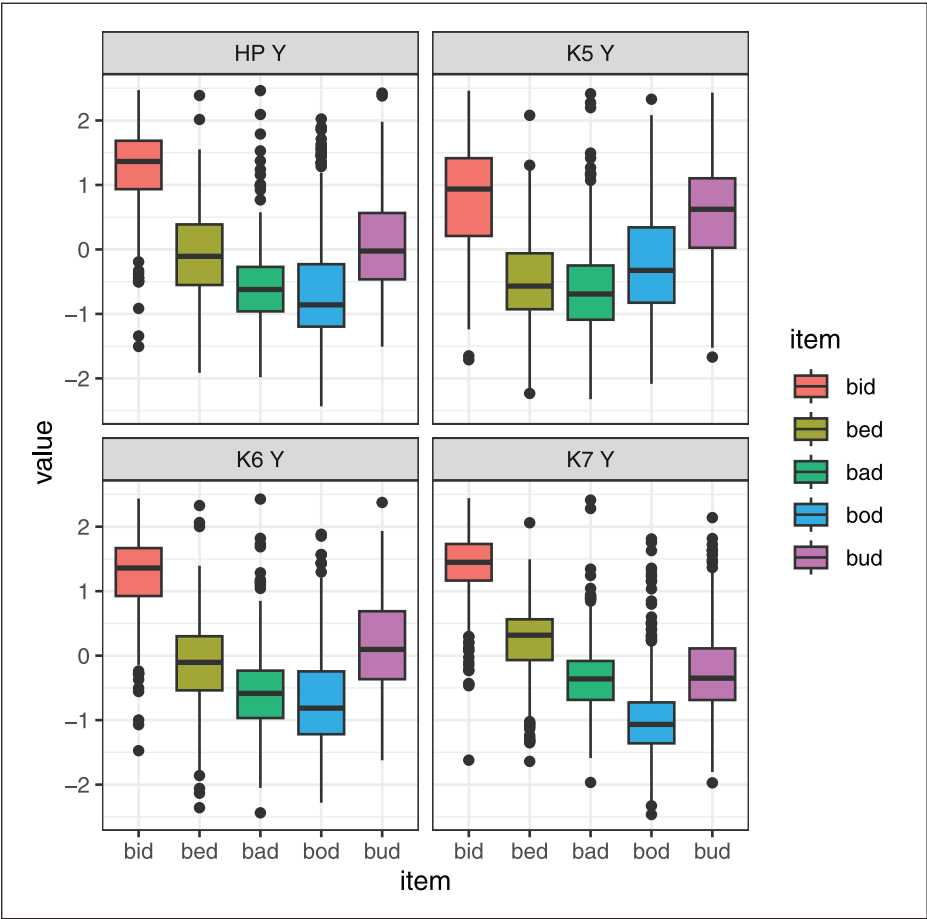 HP Y K5 Y
2
1
0
−1
−2
K6 Y K7 Y
2
1
0
−1
−2
value
bid bed bad bod bud bid bed bad bod bud
item
item
bid
bed
bad
bod
bud